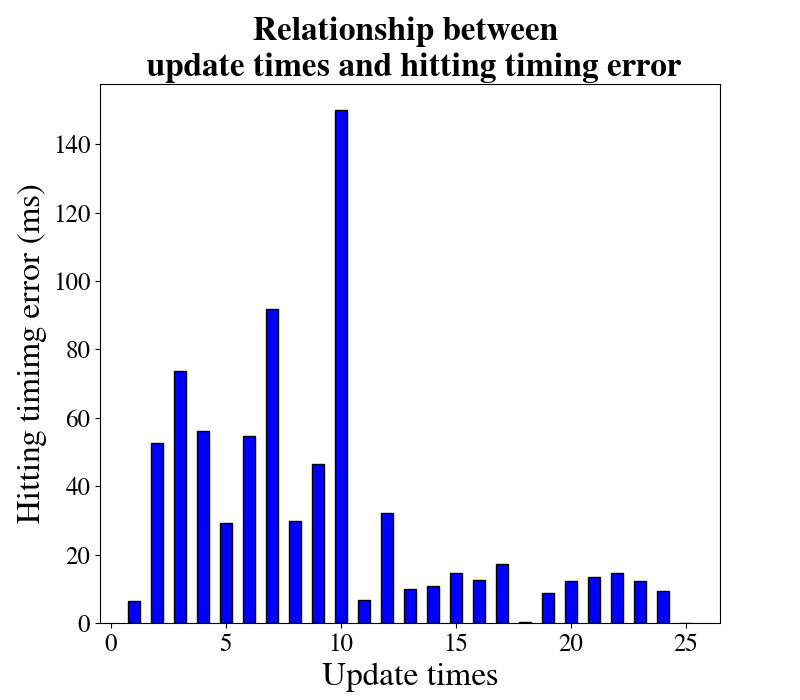 Relationship between
update times and hitting timing error
Hitting timimg error (ms)
140
120
100
80
60
40
20
0
0 5 10 15 20 25
Update times